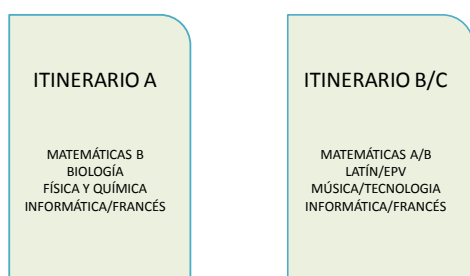 ITINERARIO A
MATEMÁTICAS B
BIOLOGÍA
FÍSICA Y QUÍMICA
INFORMÁTICA/FRANCÉS
ITINERARIO B/C
MATEMÁTICAS A/B
LATÍN/EPV
MÚSICA/TECNOLOGIA
INFORMÁTICA/FRANCÉS